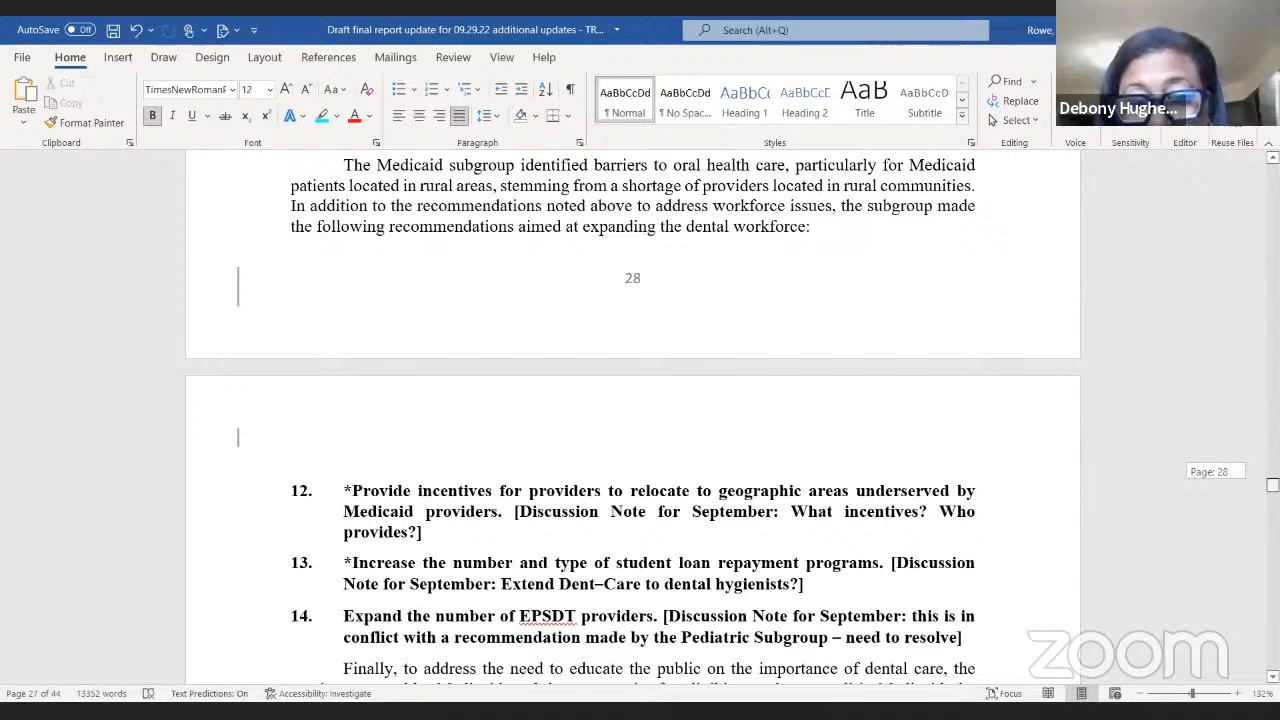 AutoSave Off Draft final report update for 09.29.22 additional updates - TR... Search (Alt+Q) Rowe,
File Home Insert Draw Design Layout References Mailings Review View Help
Paste Cut Copy Format Painter
TimesNewRomanF 12
AaBbCcDd AaBbCcDd AaBbCc AaBbCcC AaB AaBbCcD
¶ Normal ¶ No Spac... Heading 1 Heading 2 Title Subtitle
Find Replace Select
Debony Hughe...
Clipboard Font Paragraph Styles Editing Voice Sensitivity Editor Reuse Files
The Medicaid subgroup identified barriers to oral health care, particularly for Medicaid
patients located in rural areas, stemming from a shortage of providers located in rural communities.
In addition to the recommendations noted above to address workforce issues, the subgroup made
the following recommendations aimed at expanding the dental workforce:
28
Page: 28
12. *Provide incentives for providers to relocate to geographic areas underserved by
Medicaid providers. [Discussion Note for September: What incentives? Who
provides?]
13. *Increase the number and type of student loan repayment programs. [Discussion
Note for September: Extend Dent–Care to dental hygienists?]
14. Expand the number of EPSDT providers. [Discussion Note for September: this is in
conflict with a recommendation made by the Pediatric Subgroup – need to resolve]
Finally, to address the need to educate the public on the importance of dental care, the
zoom
Page 27 of 44 13352 words Text Predictions: On Accessibility: Investigate Focus 132%